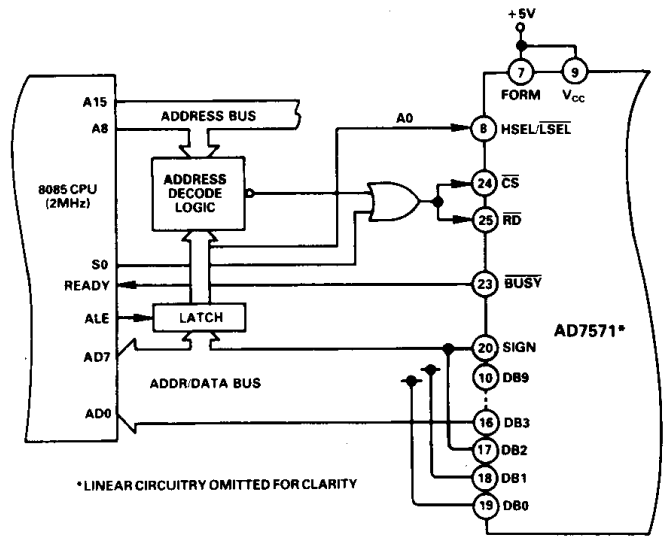 +5V
7
9
FORM
VCC
A15
ADDRESS BUS
A0
8
HSEL/LSEL
A8
ADDRESS
DECODE
LOGIC
24
CS
8085 CPU
(2MHz)
25
RD
S0
READY
23
BUSY
ALE
LATCH
AD7571*
AD7
20
SIGN
ADDR/DATA BUS
10
DB9
AD0
16
DB3
17
DB2
*LINEAR CIRCUITRY OMITTED FOR CLARITY
18
DB1
19
DB0